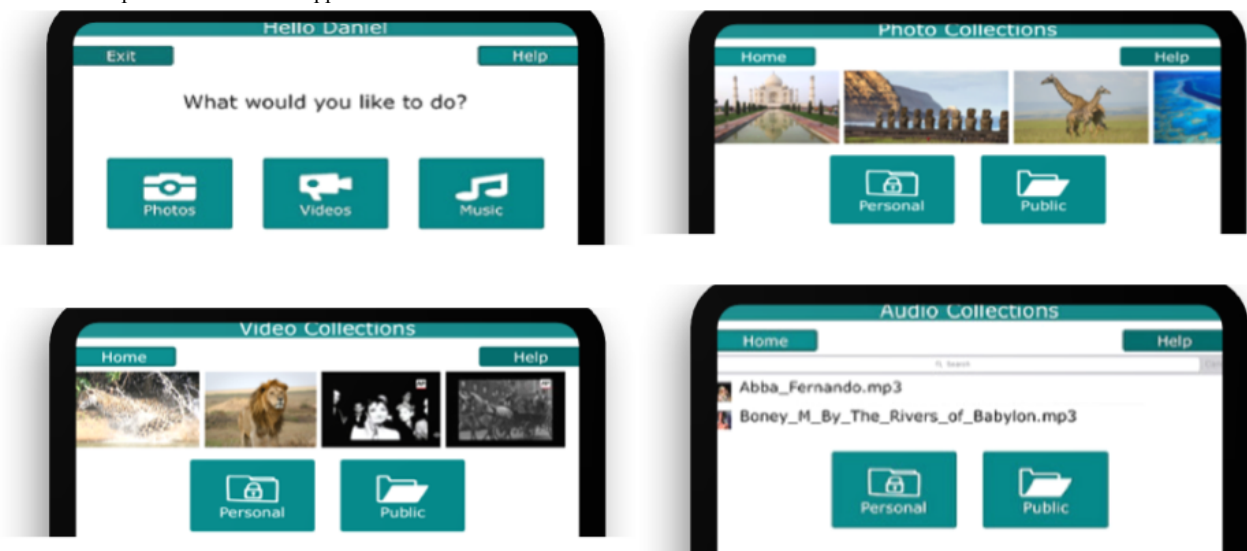 Hello Daniel
Exit
Help
What would you like to do?
Photos
Videos
Music
Photo Collections
Home
Help
Personal
Public
Video Collections
Home
Help
Personal
Public
Audio Collections
Home
Help
Search
Abba_Fernando.mp3
Boney_M_By_The_Rivers_of_Babylon.mp3
Personal
Public